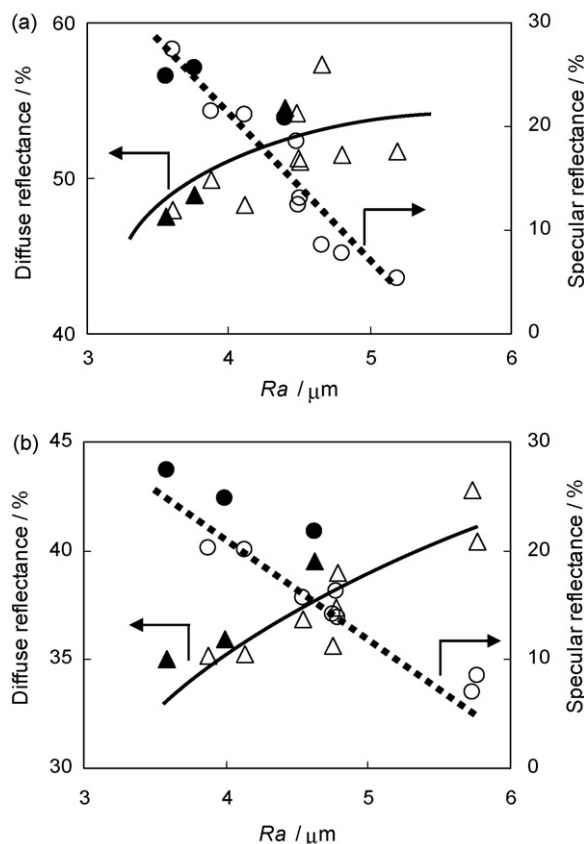 (a)
60
50
40
30
20
10
0
Diffuse reflectance / %
Specular reflectance / %
3 4 5 6
Ra / μm
(b)
45
40
35
30
30
20
10
0
Diffuse reflectance / %
Specular reflectance / %
3 4 5 6
Ra / μm